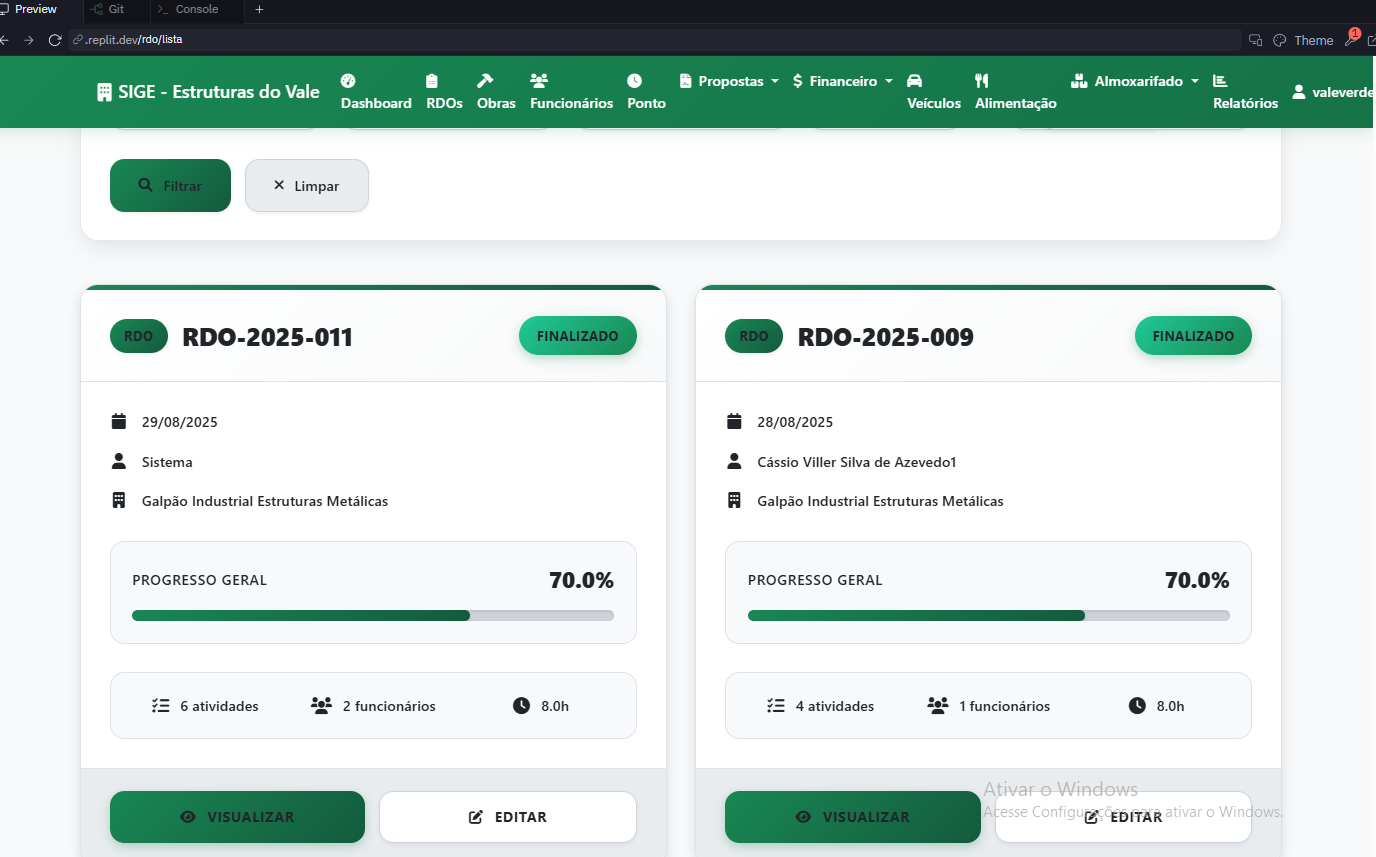 Preview Git Console +
.replit.dev/rdo/lista Theme 1
SIGE - Estruturas do Vale Dashboard RDOs Obras Funcionários Ponto Propostas Financeiro Veículos Alimentação Almoxarifado Relatórios valeverde
Filtrar Limpar
RDO RDO-2025-011 FINALIZADO
29/08/2025
Sistema
Galpão Industrial Estruturas Metálicas
PROGRESSO GERAL 70.0%
6 atividades 2 funcionários 8.0h
VISUALIZAR EDITAR
RDO RDO-2025-009 FINALIZADO
28/08/2025
Cássio Viller Silva de Azevedo1
Galpão Industrial Estruturas Metálicas
PROGRESSO GERAL 70.0%
4 atividades 1 funcionários 8.0h
VISUALIZAR EDITAR
Ativar o Windows
Acesse Configurações para ativar o Windows.